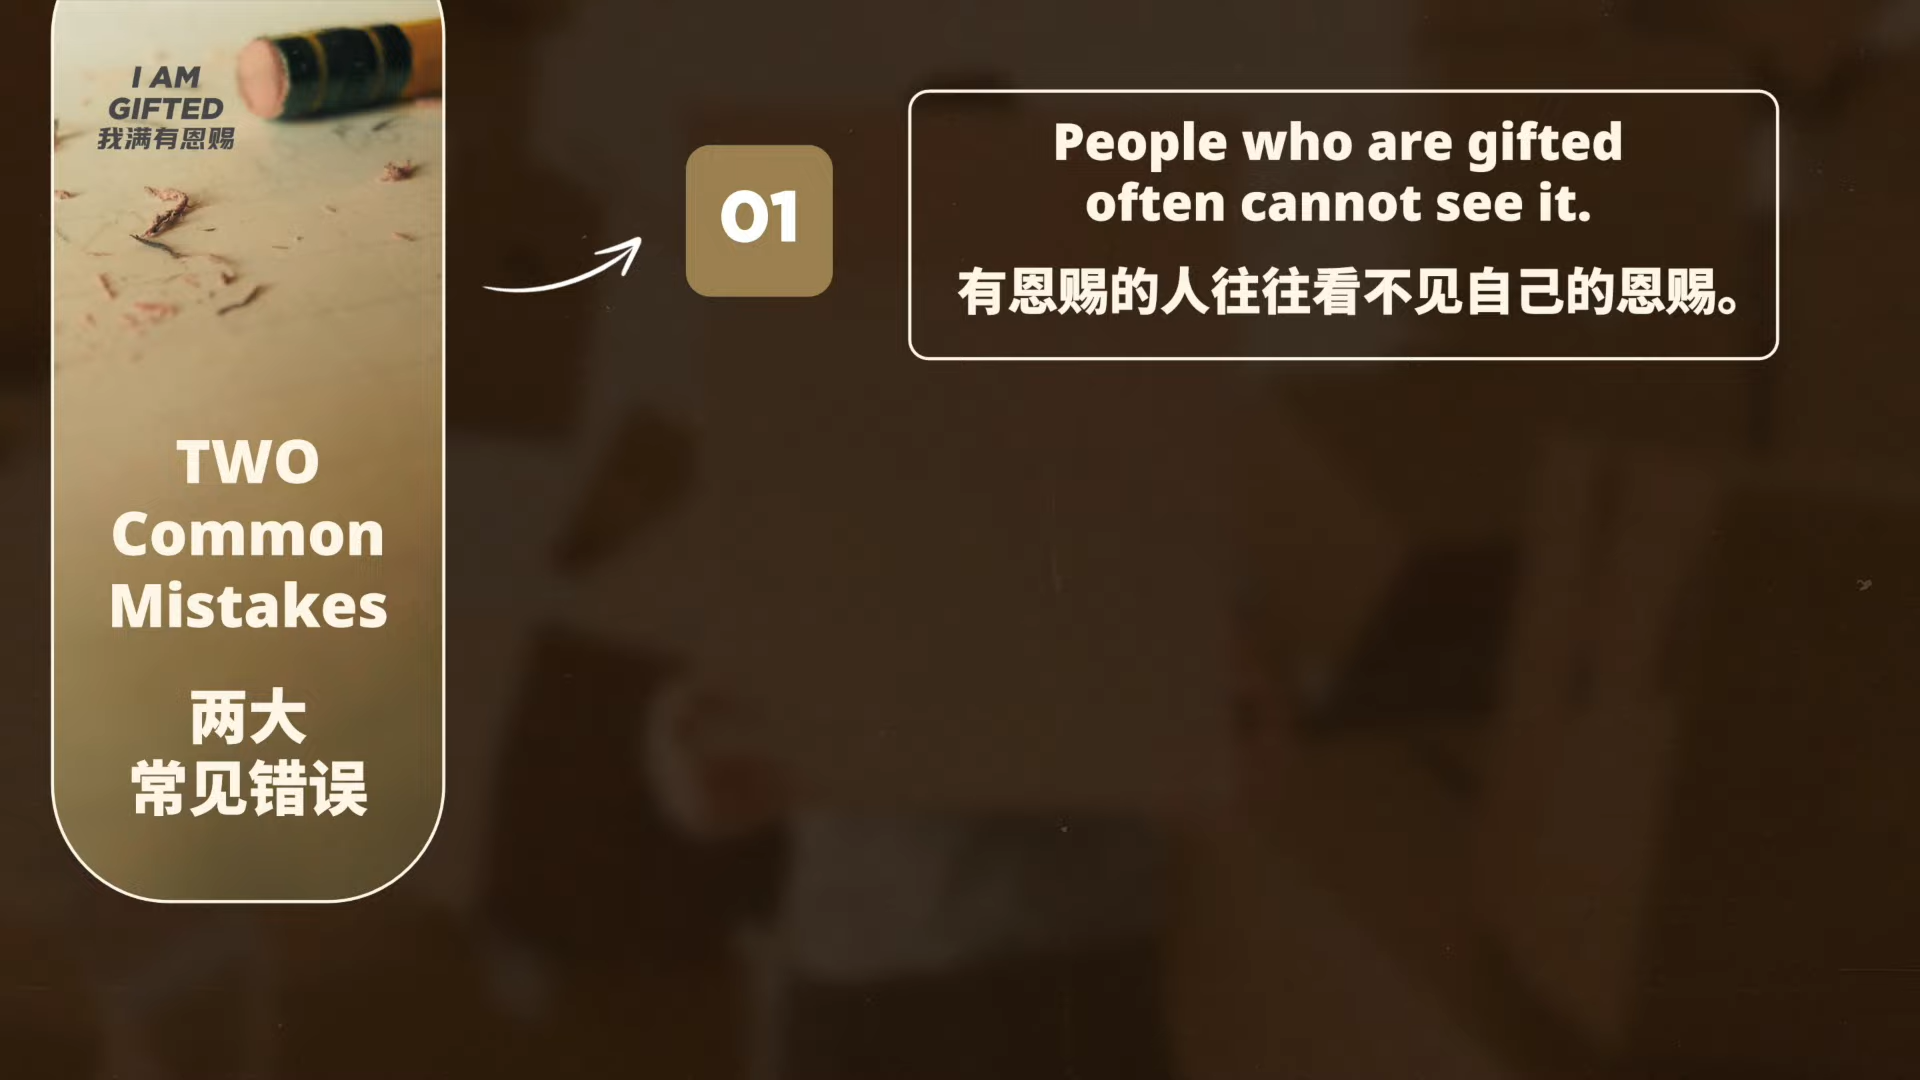 I AM
GIFTED
我满有恩赐
TWO
Common
Mistakes
两大
常见错误
01
People who are gifted
often cannot see it.
有恩赐的人往往看不见自己的恩赐。